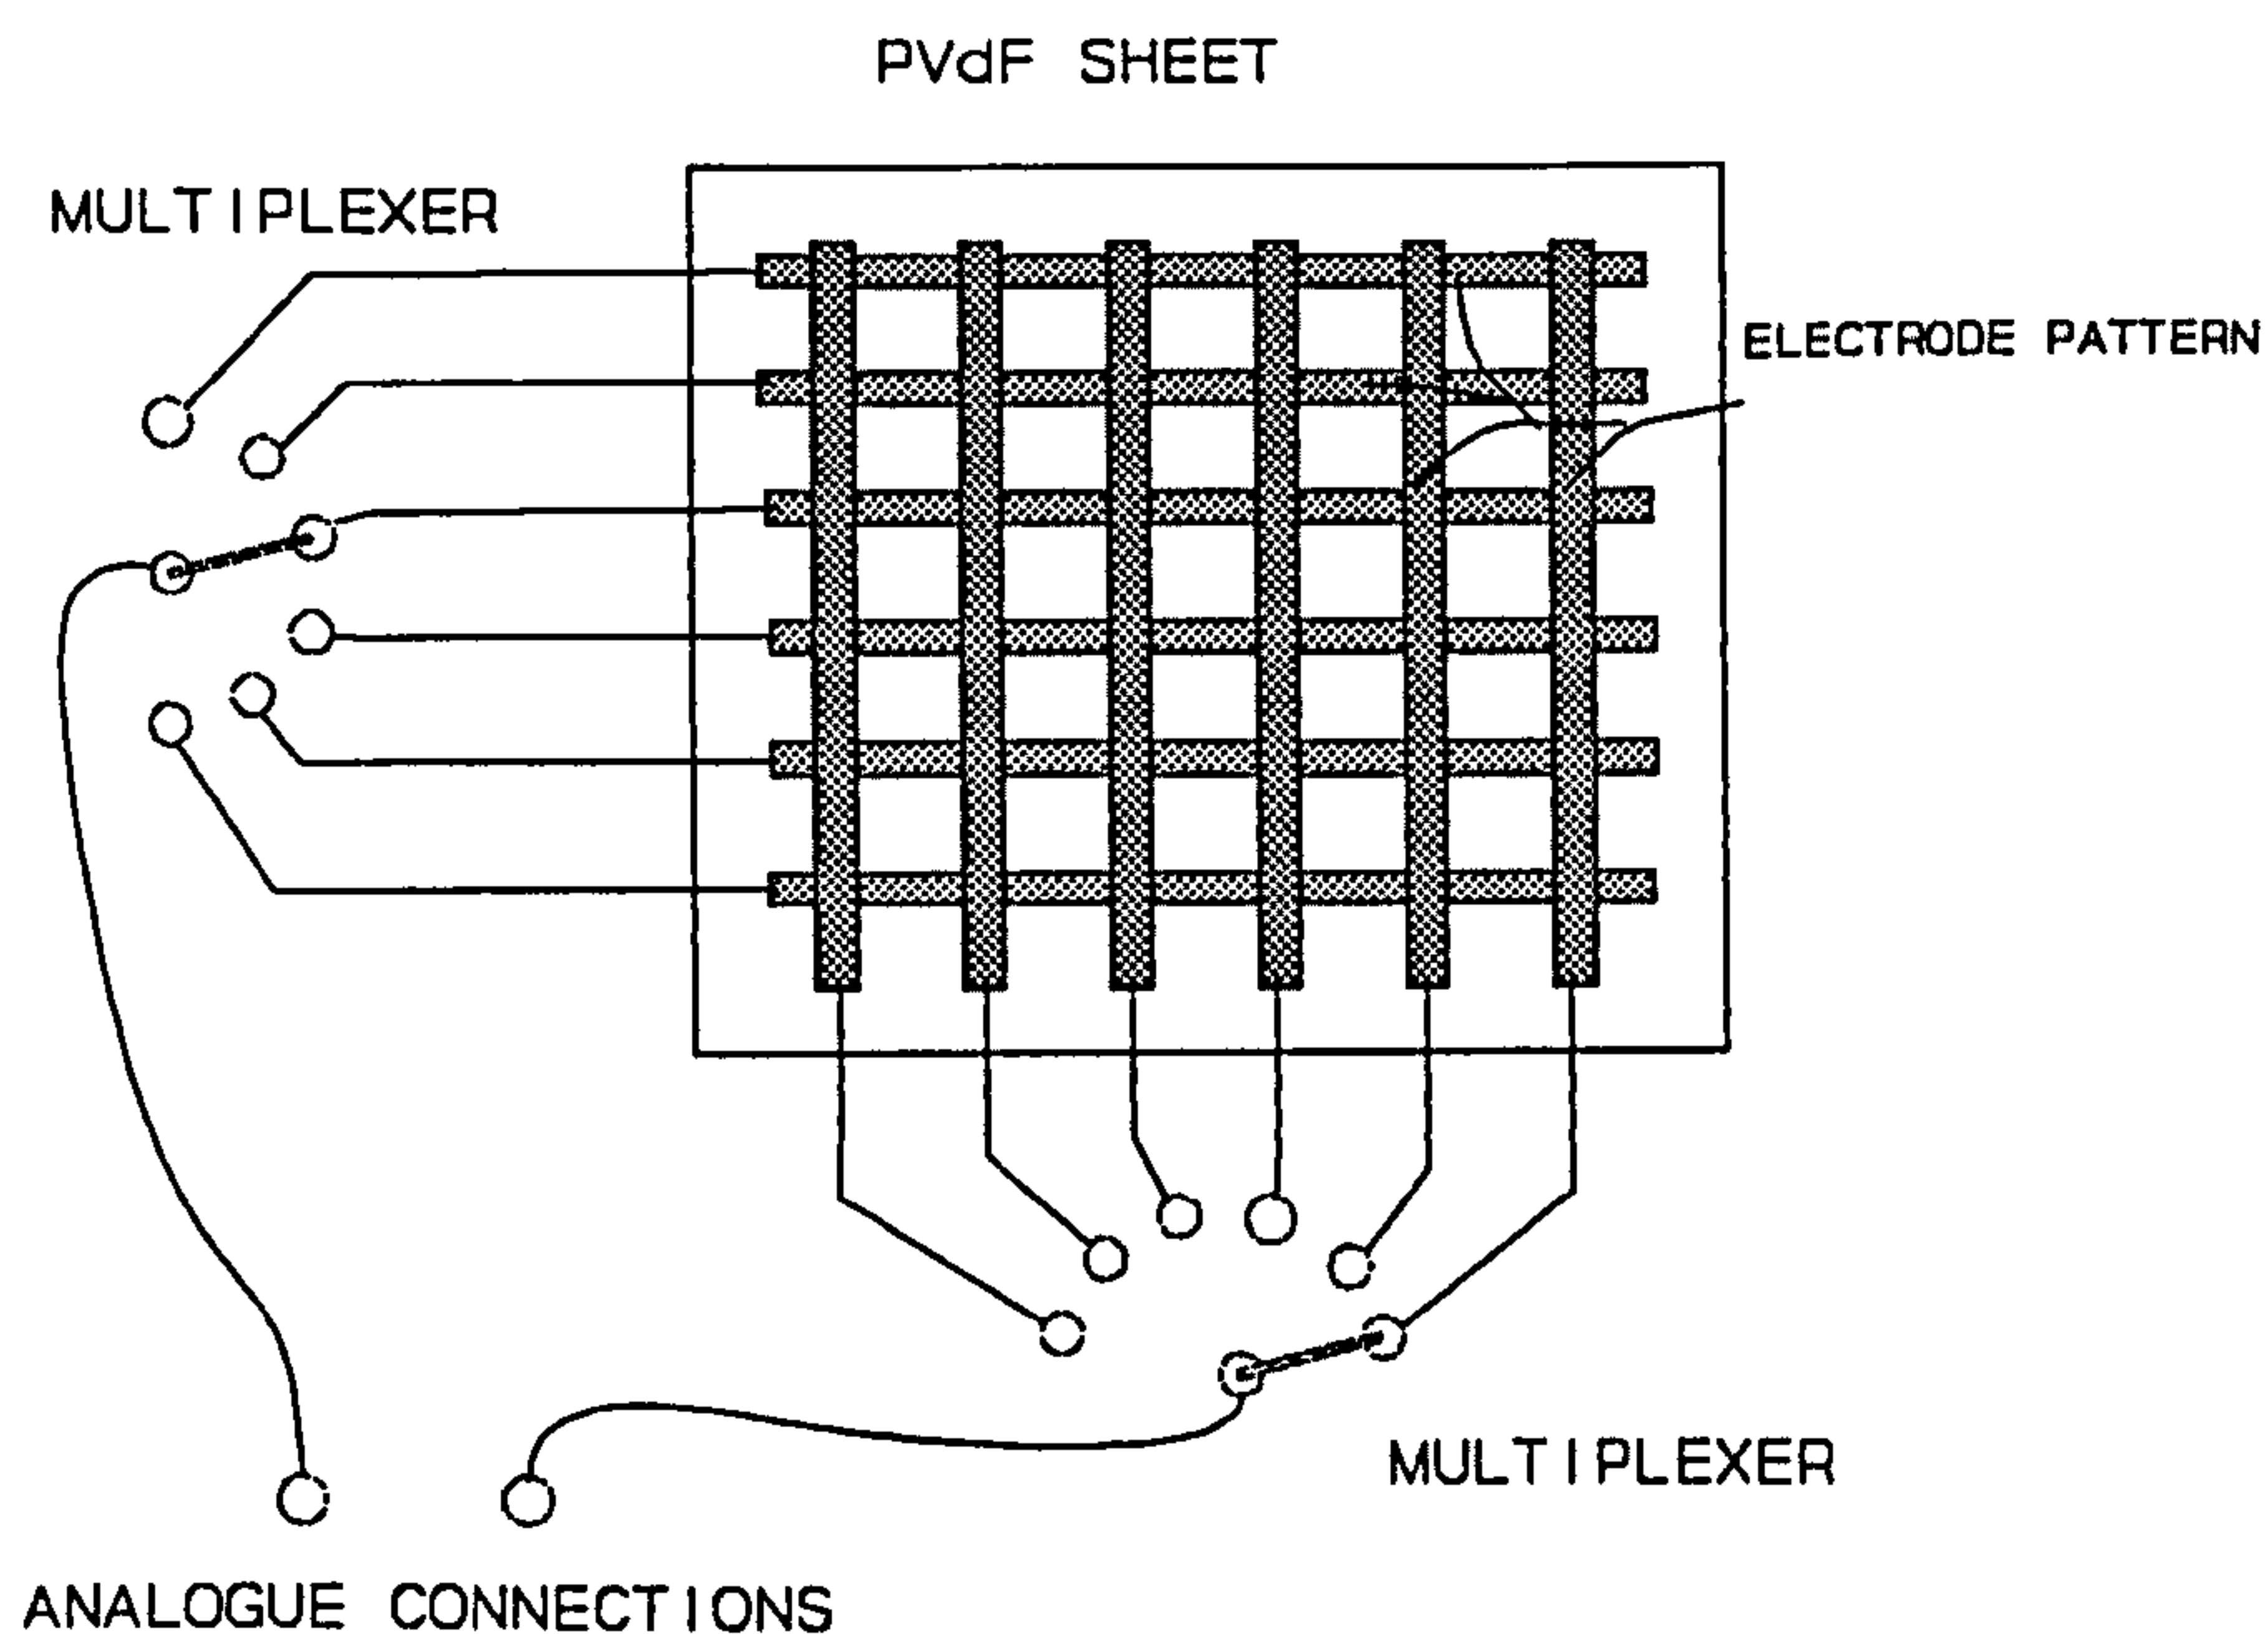 PVdF SHEET
MULTIPLEXER
ELECTRODE PATTERN
MULTIPLEXER
ANALOGUE CONNECTIONS